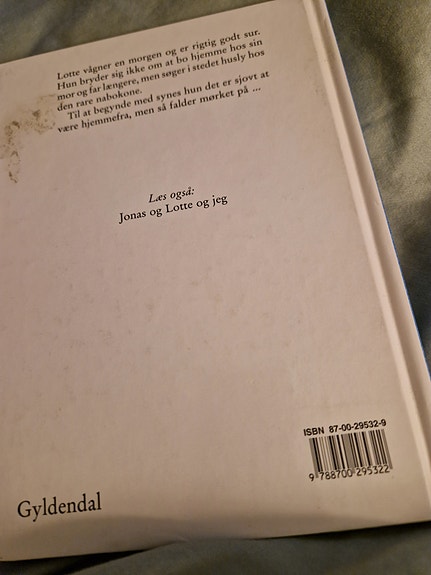 Lotte vågner en morgen og er rigtig godt sur.
Hun bryder sig ikke om at bo hjemme hos sin
mor og far længere, men søger i stedet husly hos
den rare nabokone.
Til at begynde med synes hun det er sjovt at
være hjemmefra, men så falder mørket på ...
Læs også:
Jonas og Lotte og jeg
ISBN 87-00-29532-9
9 788700 295322
Gyldendal